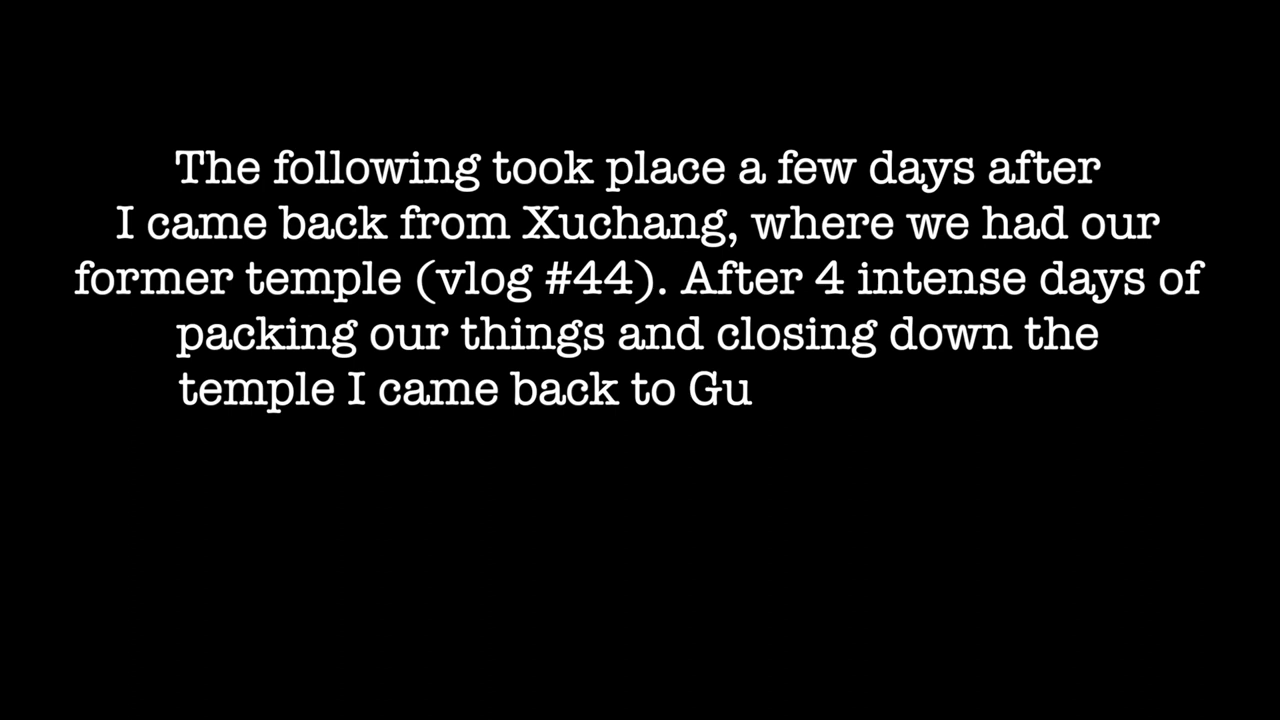 The following took place a few days after
I came back from Xuchang, where we had our
former temple (vlog #44). After 4 intense days of
packing our things and closing down the
temple I came back to Gu